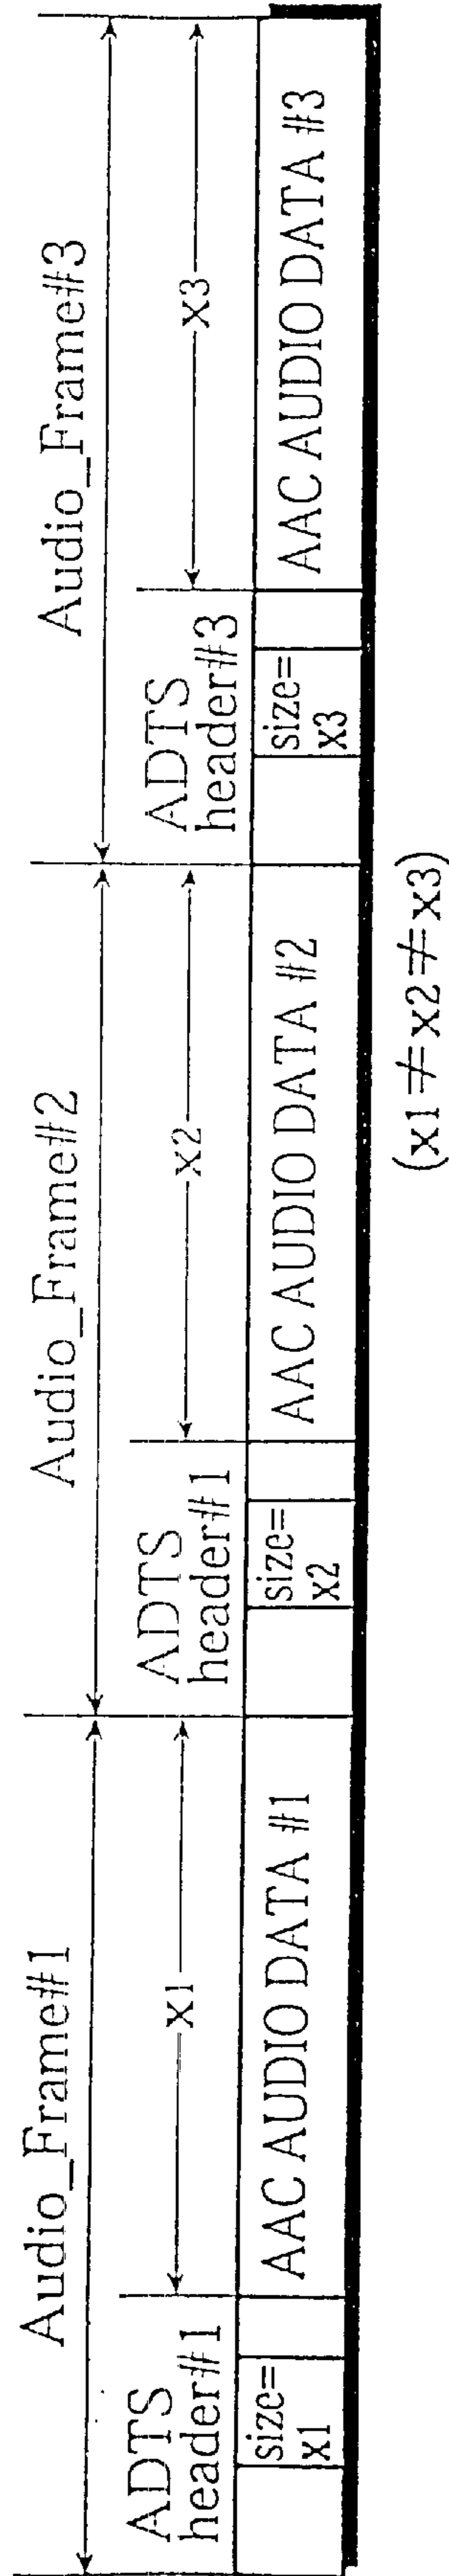 Audio_Frame#1
Audio_Frame#2
Audio_Frame#3
ADTS
header#1
x1
ADTS
header#1
x2
ADTS
header#3
x3
size=
x1
AAC AUDIO DATA #1
size=
x2
AAC AUDIO DATA #2
size=
x3
AAC AUDIO DATA #3
(x1≠x2≠x3)